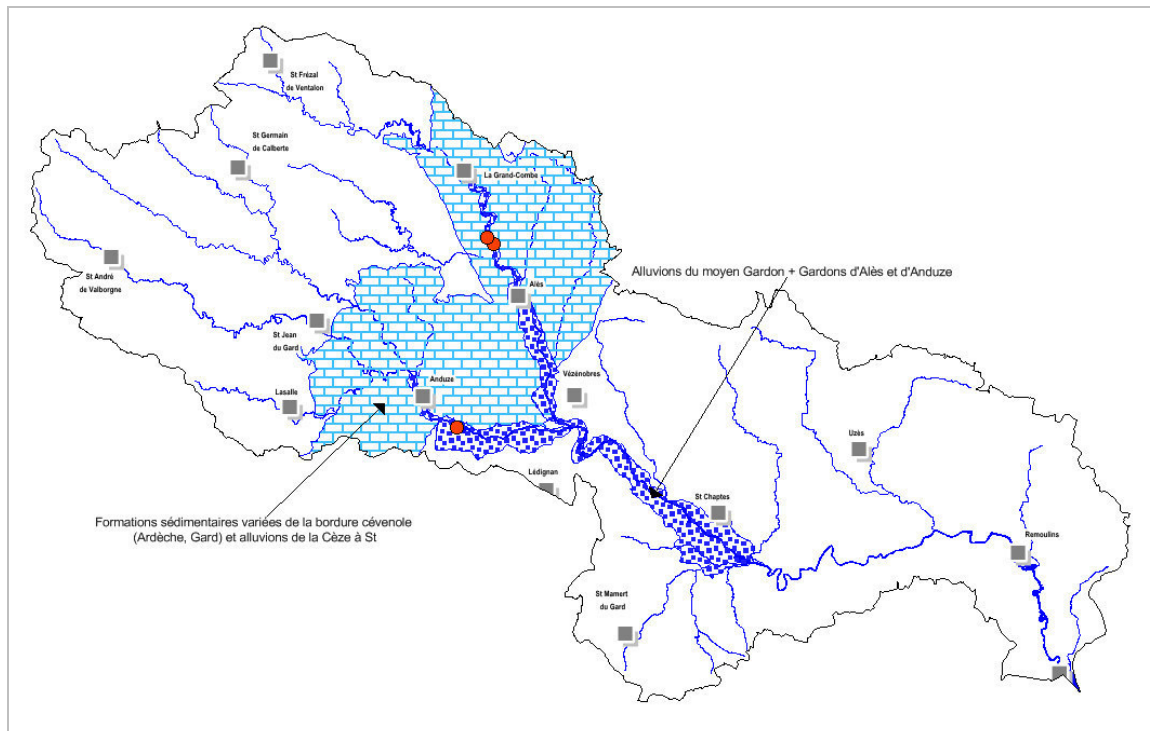 St Frézal
de Ventalon
St Germain
de Calberte
La Grand-Combe
St André
de Valborgne
Alluvions du moyen Gardon + Gardons d'Alès et d'Anduze
Alès
St Jean
du Gard
Anduze
Vézénobres
Lasalle
Uzès
Lédignan
St Chaptes
Formations sédimentaires variées de la bordure cévenole
(Ardèche, Gard) et alluvions de la Cèze à St
Remoulins
St Mamert
du Gard